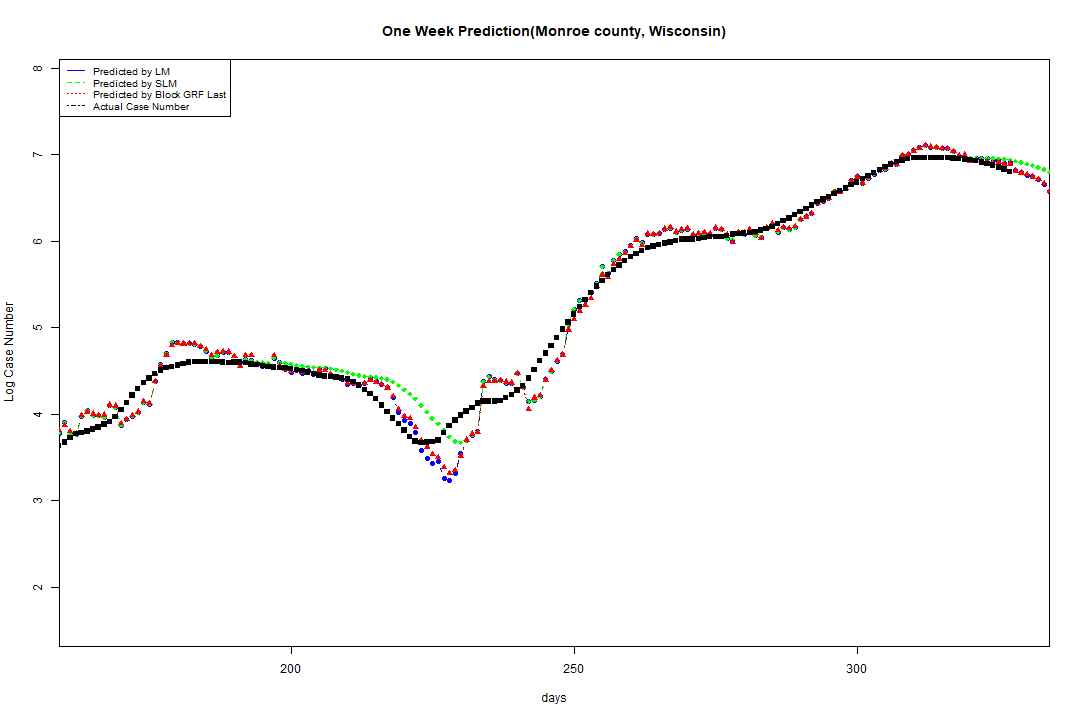 One Week Prediction(Monroe county, Wisconsin)
Predicted by LM
Predicted by SLM
Predicted by Block GRF Last
Actual Case Number
8
7
6
5
4
3
2
Log Case Number
200
250
300
days